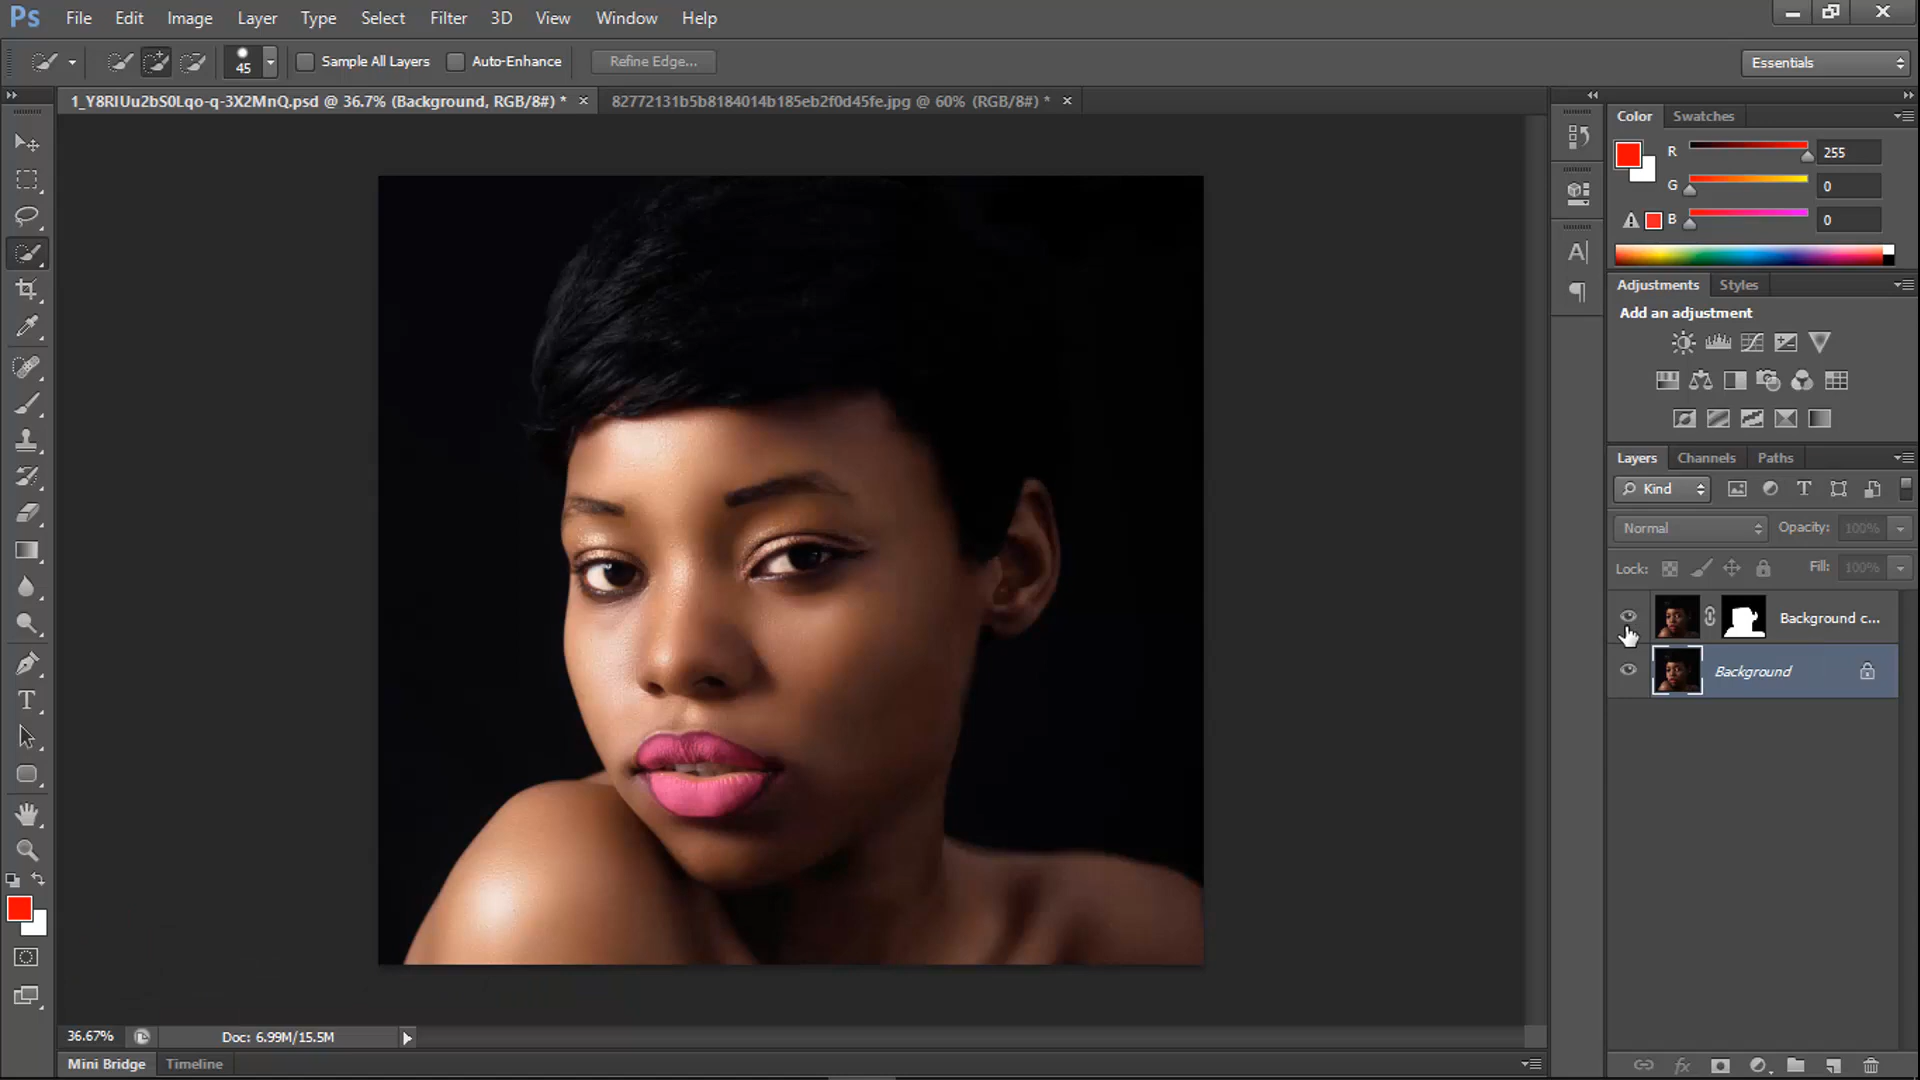 Ps File Edit Image Layer Type Select Filter 3D View Window Help
45 Sample All Layers Auto-Enhance Refine Edge... Essentials
1_Y8RIUu2bS0Lqo-q-3X2MnQ.psd @ 36.7% (Background, RGB/8#) * × 82772131b5b8184014b185eb2f0d45fe.jpg @ 60% (RGB/8#) * ×
Color Swatches
R 255
G 0
B 0
Adjustments Styles
Add an adjustment
Layers Channels Paths
Kind T
Normal Opacity: 100%
Lock: Fill: 100%
Background c...
Background
36.67% Doc: 6.99M/15.5M
Mini Bridge Timeline
fx